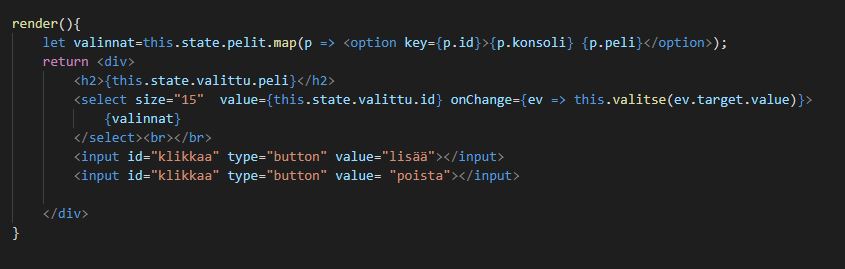 render(){
let valinnat=this.state.pelit.map(p => <option key={p.id}>{p.konsoli} {p.peli}</option>);
return <div>
<h2>{this.state.valittu.peli}</h2>
<select size="15"  value={this.state.valittu.id} onChange={ev => this.valitse(ev.target.value)}>
{valinnat}
</select><br></br>
<input id="klikkaa" type="button" value="lisää"></input>
<input id="klikkaa" type="button" value= "poista"></input>
</div>
}